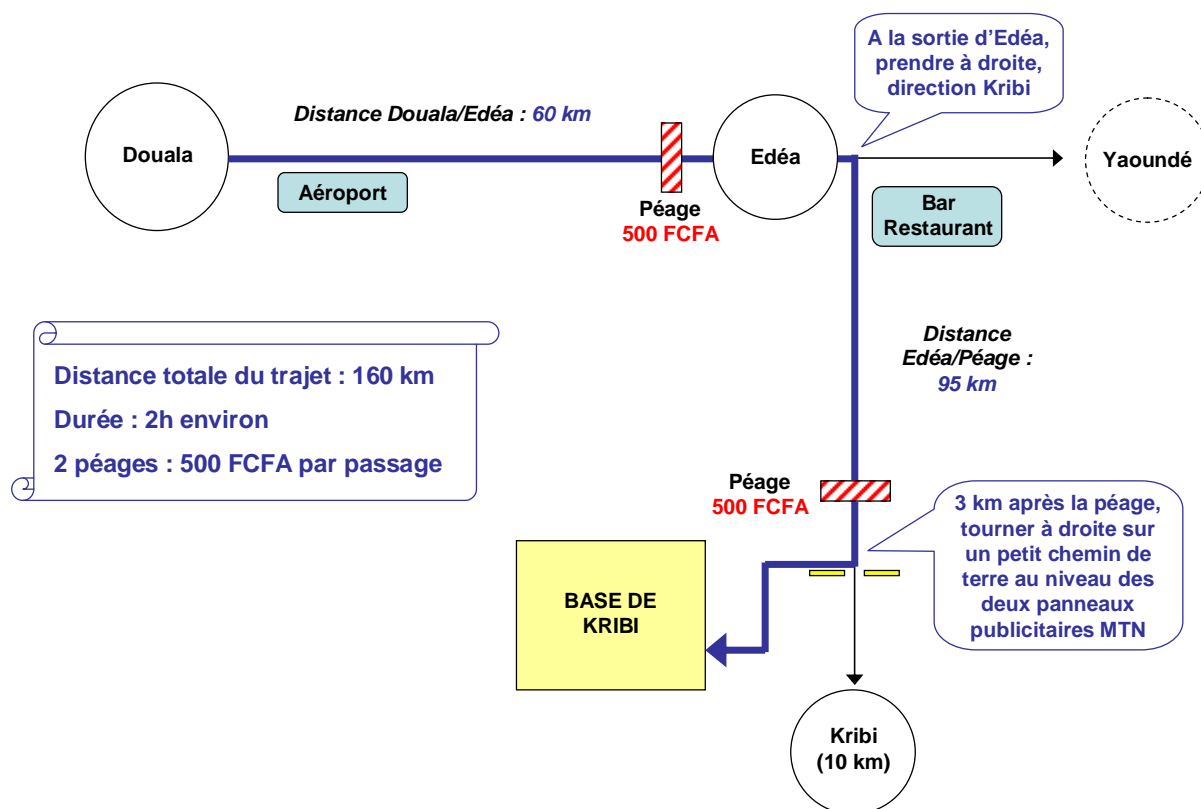 A la sortie d'Edéa,
prendre à droite,
direction Kribi
Distance Douala/Edéa : 60 km
Douala
Edéa
Yaoundé
Aéroport
Péage
500 FCFA
Bar
Restaurant
Distance
Edéa/Péage :
95 km
Distance totale du trajet : 160 km
Durée : 2h environ
2 péages : 500 FCFA par passage
Péage
500 FCFA
3 km après la péage,
tourner à droite sur
un petit chemin de
terre au niveau des
deux panneaux
publicitaires MTN
BASE DE
KRIBI
Kribi
(10 km)